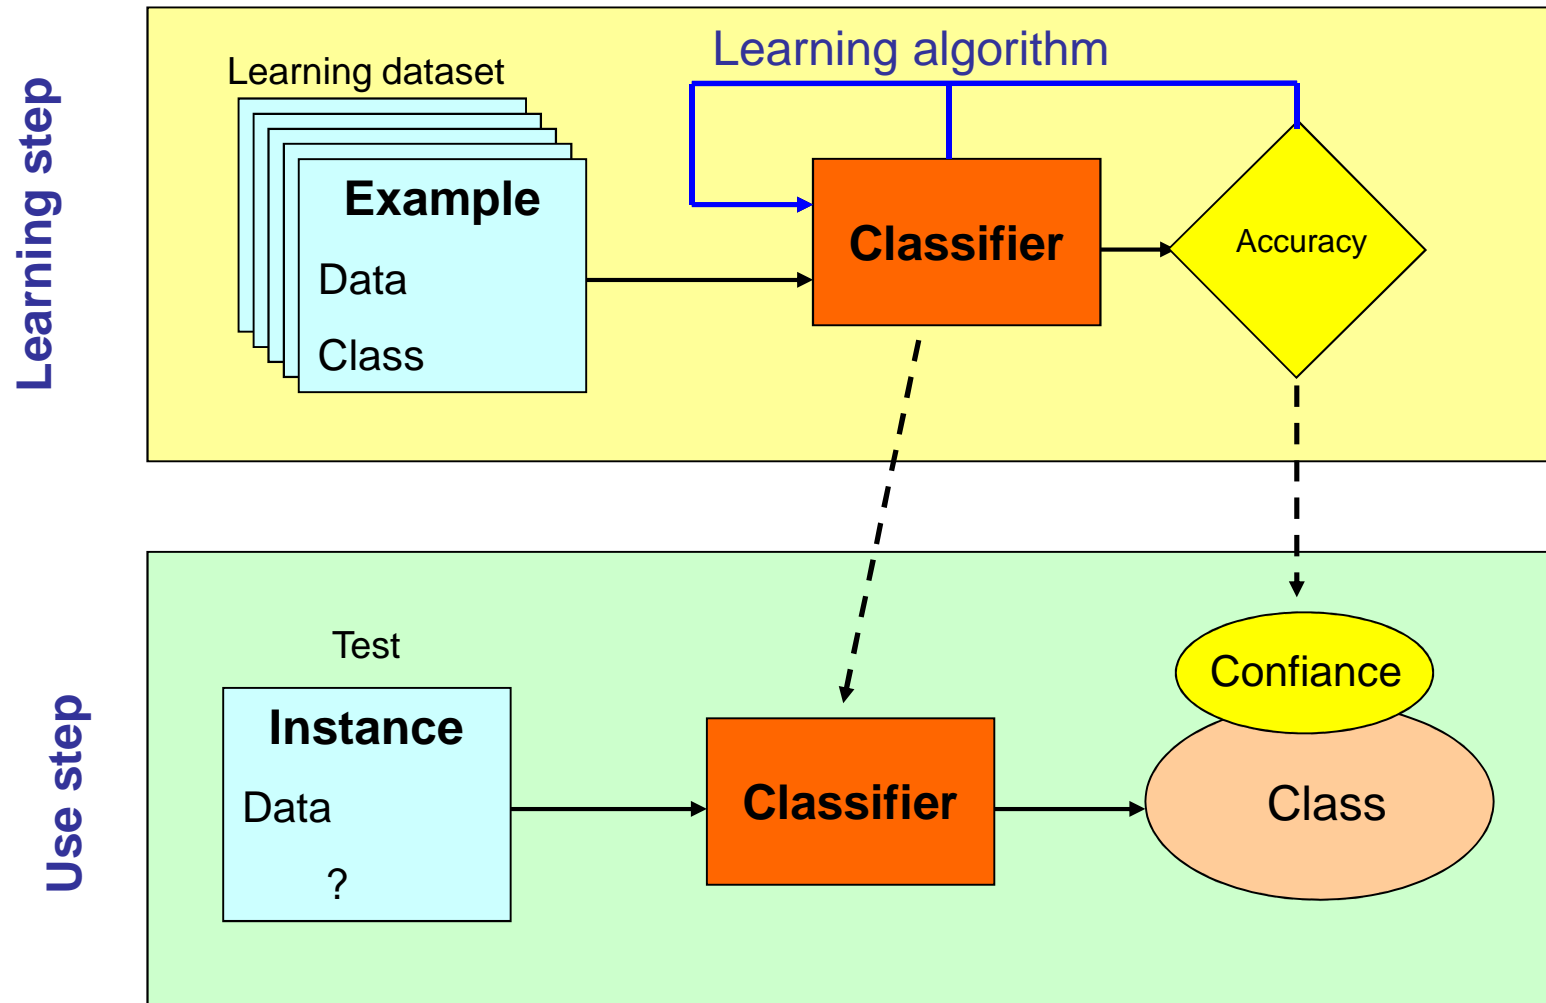 Learning step
Learning algorithm
Learning dataset
Example
Data
Class
Classifier
Accuracy
Use step
Test
Instance
Data
?
Classifier
Confiance
Class